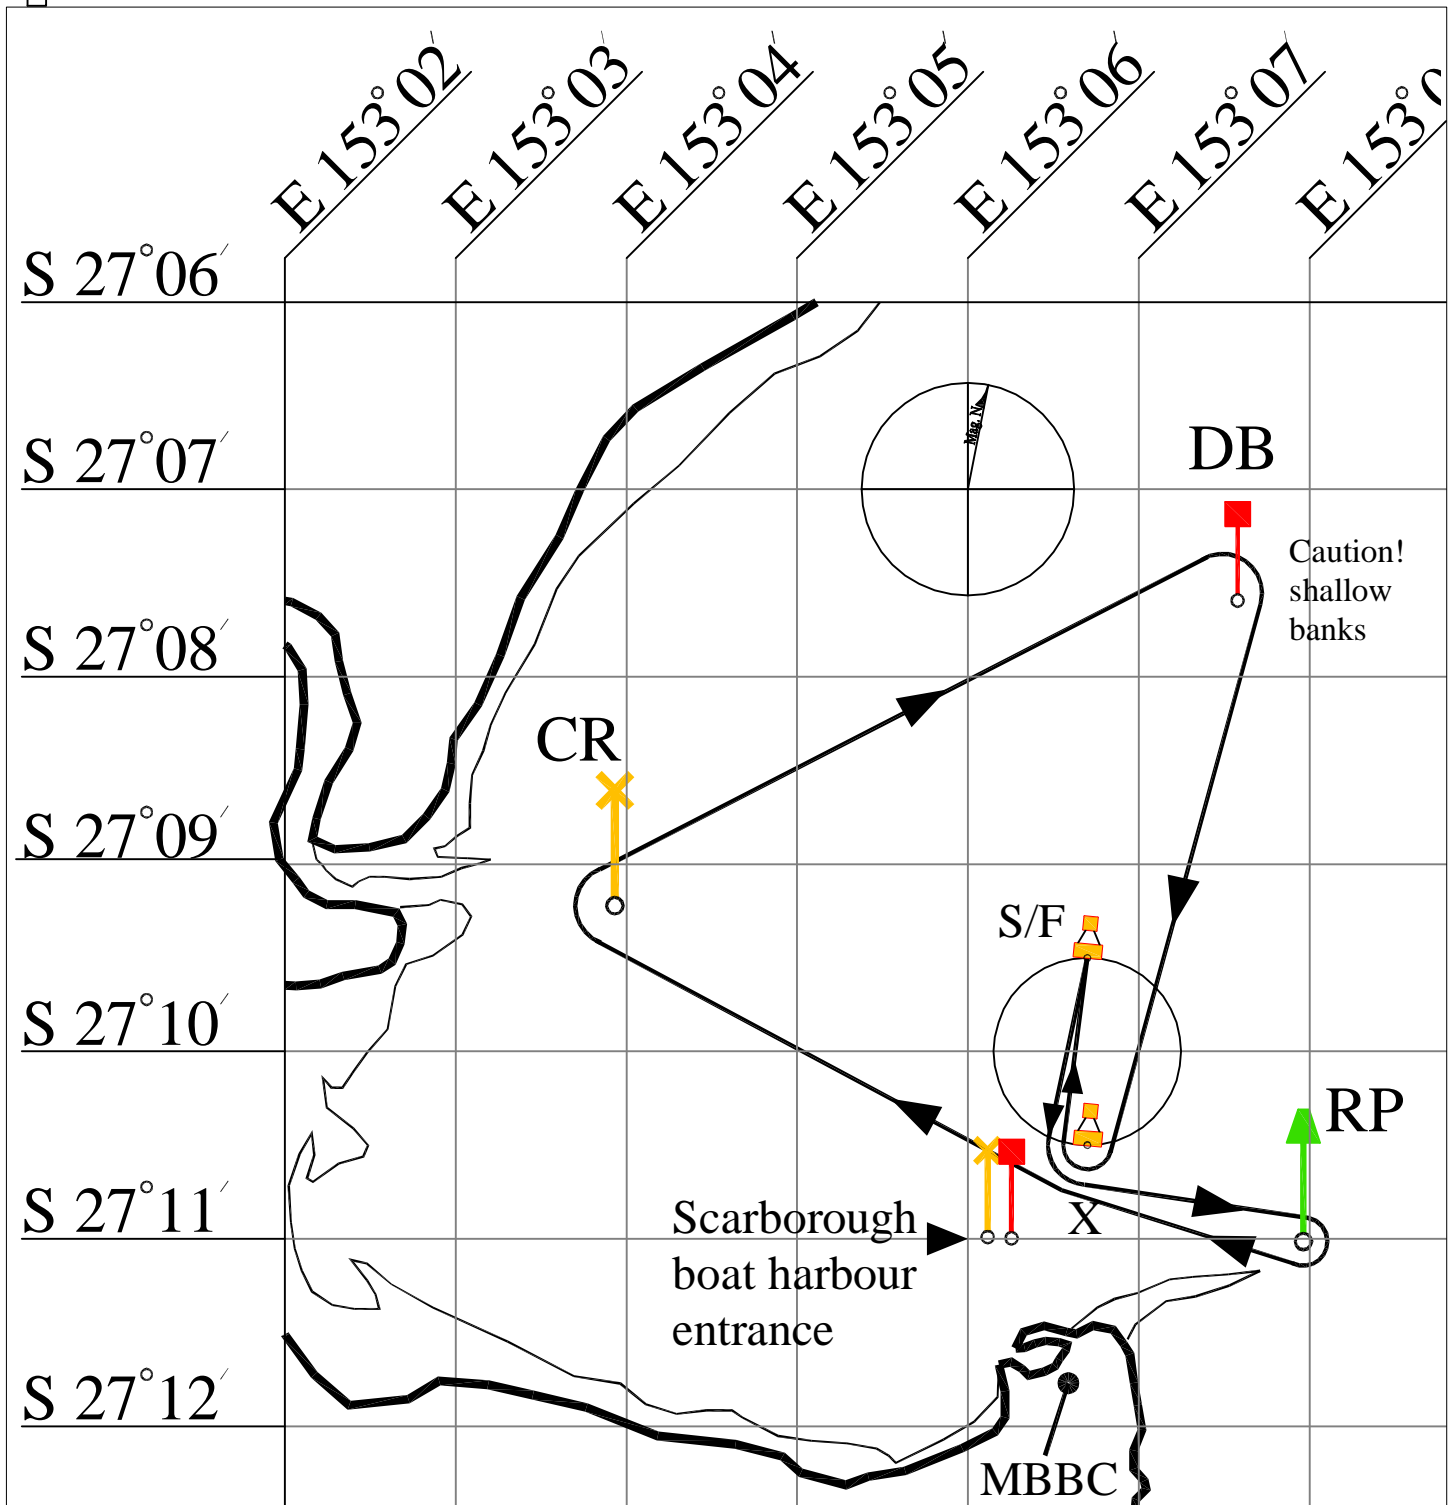 E 153°02′
E 153°03′
E 153°04′
E 153°05′
E 153°06′
E 153°07′
E 153°0
S 27°06′
S 27°07′
S 27°08′
S 27°09′
S 27°10′
S 27°11′
S 27°12′
Mag. N.
DB
Caution!
shallow
banks
CR
S/F
RP
X
Scarborough
boat harbour
entrance
MBBC